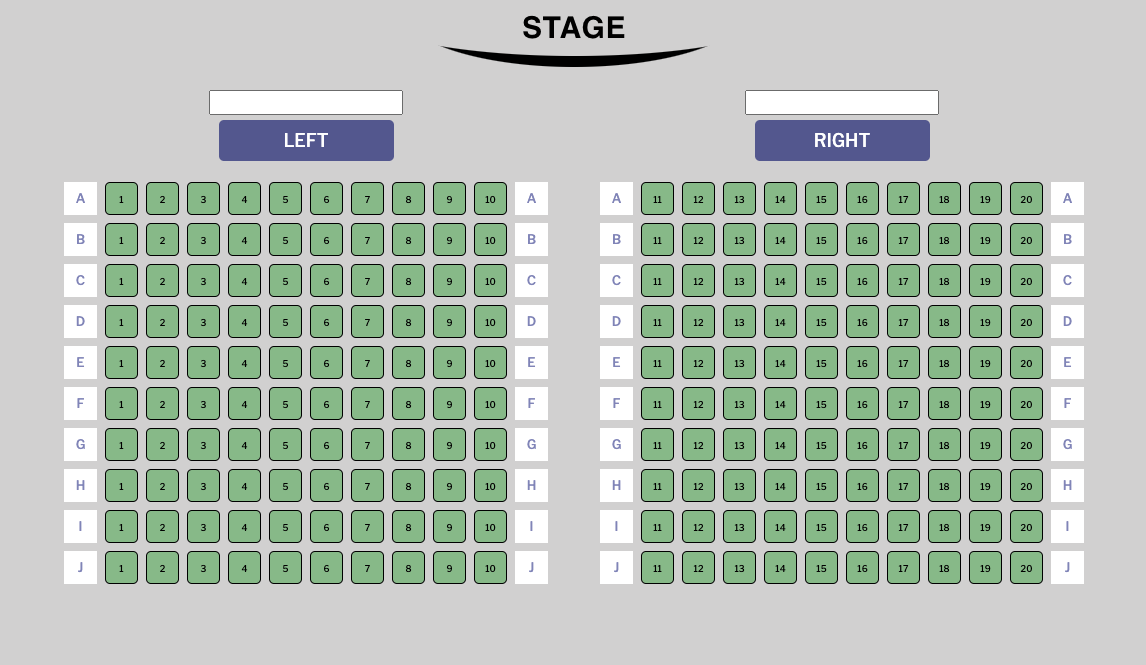 STAGE
LEFT RIGHT
A 1 2 3 4 5 6 7 8 9 10 A A 11 12 13 14 15 16 17 18 19 20 A
B 1 2 3 4 5 6 7 8 9 10 B B 11 12 13 14 15 16 17 18 19 20 B
C 1 2 3 4 5 6 7 8 9 10 C C 11 12 13 14 15 16 17 18 19 20 C
D 1 2 3 4 5 6 7 8 9 10 D D 11 12 13 14 15 16 17 18 19 20 D
E 1 2 3 4 5 6 7 8 9 10 E E 11 12 13 14 15 16 17 18 19 20 E
F 1 2 3 4 5 6 7 8 9 10 F F 11 12 13 14 15 16 17 18 19 20 F
G 1 2 3 4 5 6 7 8 9 10 G G 11 12 13 14 15 16 17 18 19 20 G
H 1 2 3 4 5 6 7 8 9 10 H H 11 12 13 14 15 16 17 18 19 20 H
I 1 2 3 4 5 6 7 8 9 10 I I 11 12 13 14 15 16 17 18 19 20 I
J 1 2 3 4 5 6 7 8 9 10 J J 11 12 13 14 15 16 17 18 19 20 J